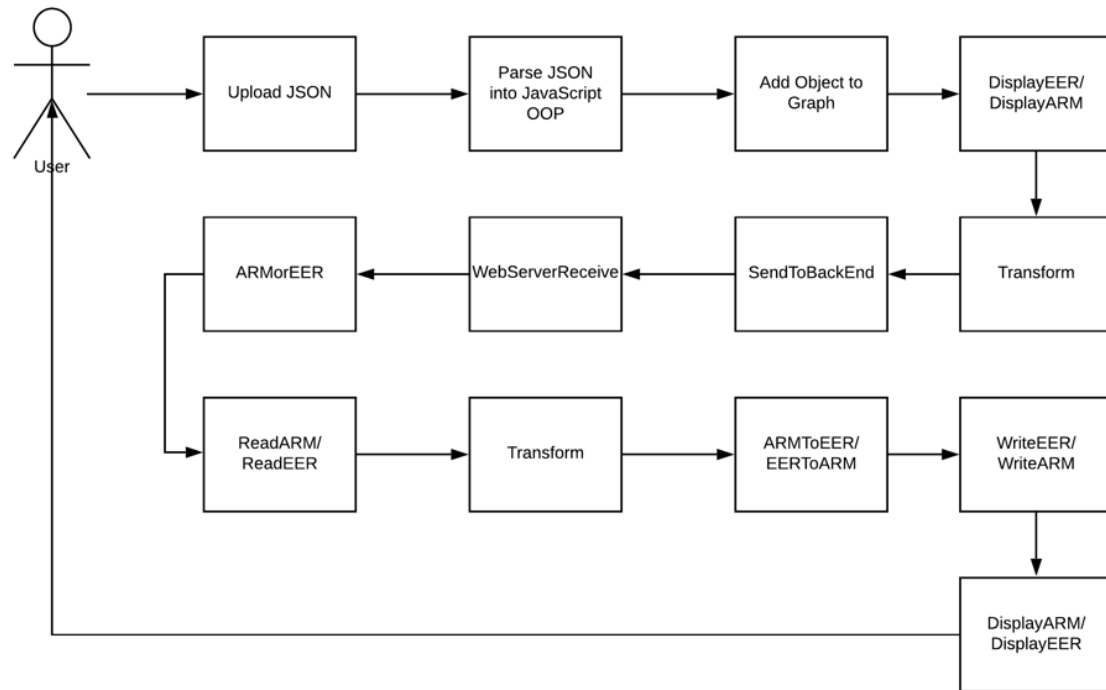 Upload JSON
Parse JSON
into JavaScript
OOP
Add Object to
Graph
DisplayEER/
DisplayARM
User
ARMorEER
WebServerReceive
SendToBackEnd
Transform
ReadARM/
ReadEER
Transform
ARMToEER/
EERToARM
WriteEER/
WriteARM
DisplayARM/
DisplayEER